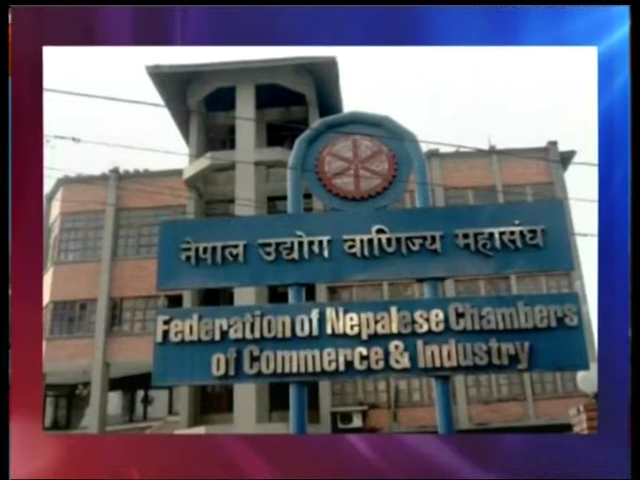 नेपाल उद्योग वाणिज्य महासंघ
Federation of Nepalese Chambers
of Commerce & Industry